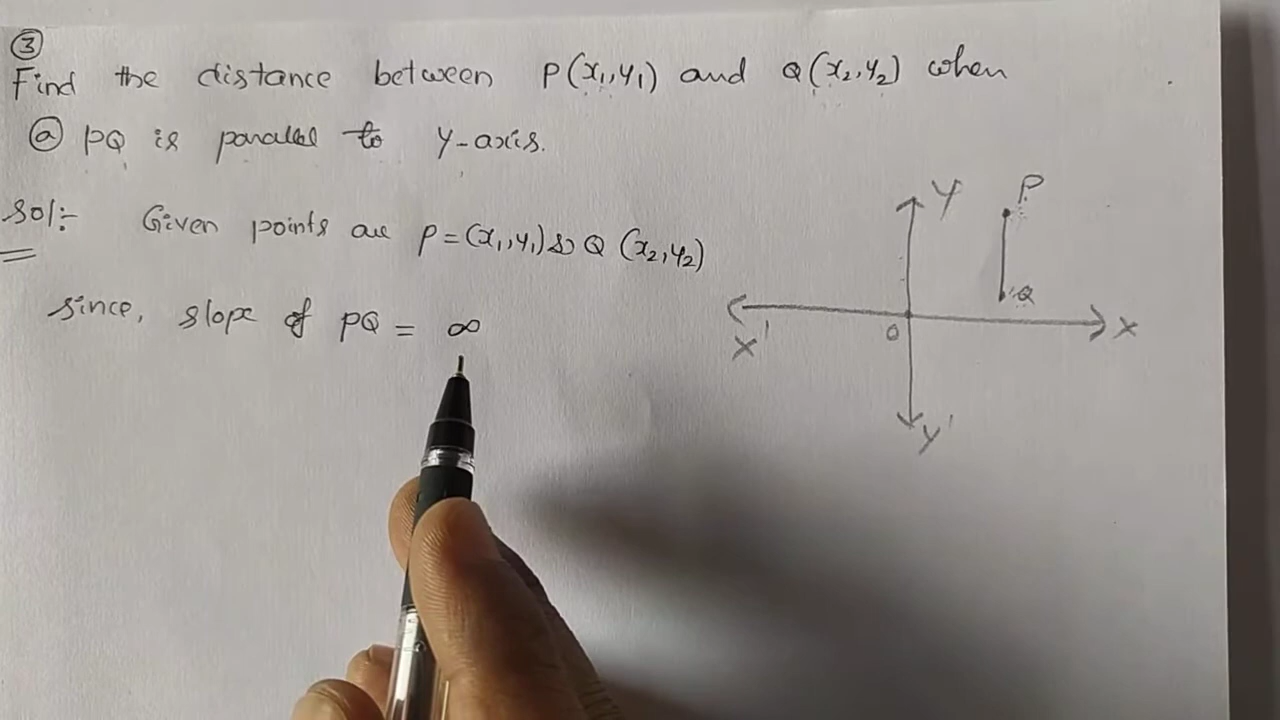 ③
Find the distance between P(x₁,y₁) and Q(x₂,y₂) when
ⓐ PQ is parallel to y-axis.
Sol:- Given points are P=(x₁,y₁) & Q (x₂,y₂)
since, slope of PQ = ∞
Y
P
Q
X'
O
X
Y'